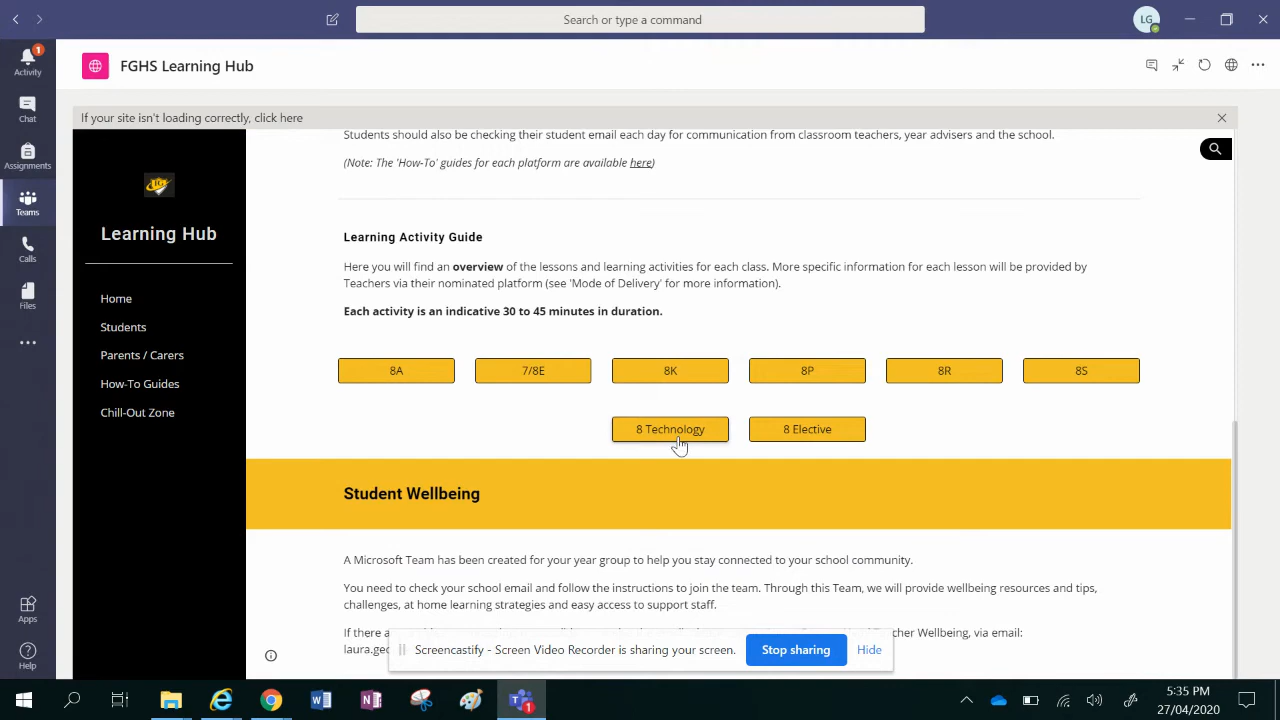 Search or type a command
LG
Activity
1
FGHS Learning Hub
Chat
Assignments
Teams
Calls
Files
Apps
Help
If your site isn't loading correctly, click here
Learning Hub
Home
Students
Parents / Carers
How-To Guides
Chill-Out Zone
Students should also be checking their student email each day for communication from classroom teachers, year advisers and the school.
(Note: The 'How-To' guides for each platform are available here)
Learning Activity Guide
Here you will find an overview of the lessons and learning activities for each class. More specific information for each lesson will be provided by
Teachers via their nominated platform (see 'Mode of Delivery' for more information).
Each activity is an indicative 30 to 45 minutes in duration.
8A 7/8E 8K 8P 8R 8S
8 Technology 8 Elective
Student Wellbeing
A Microsoft Team has been created for your year group to help you stay connected to your school community.
You need to check your school email and follow the instructions to join the team. Through this Team, we will provide wellbeing resources and tips,
challenges, at home learning strategies and easy access to support staff.
If there Wellbeing, via email:
Screencastify - Screen Video Recorder is sharing your screen. Stop sharing Hide
5:35 PM
27/04/2020
1